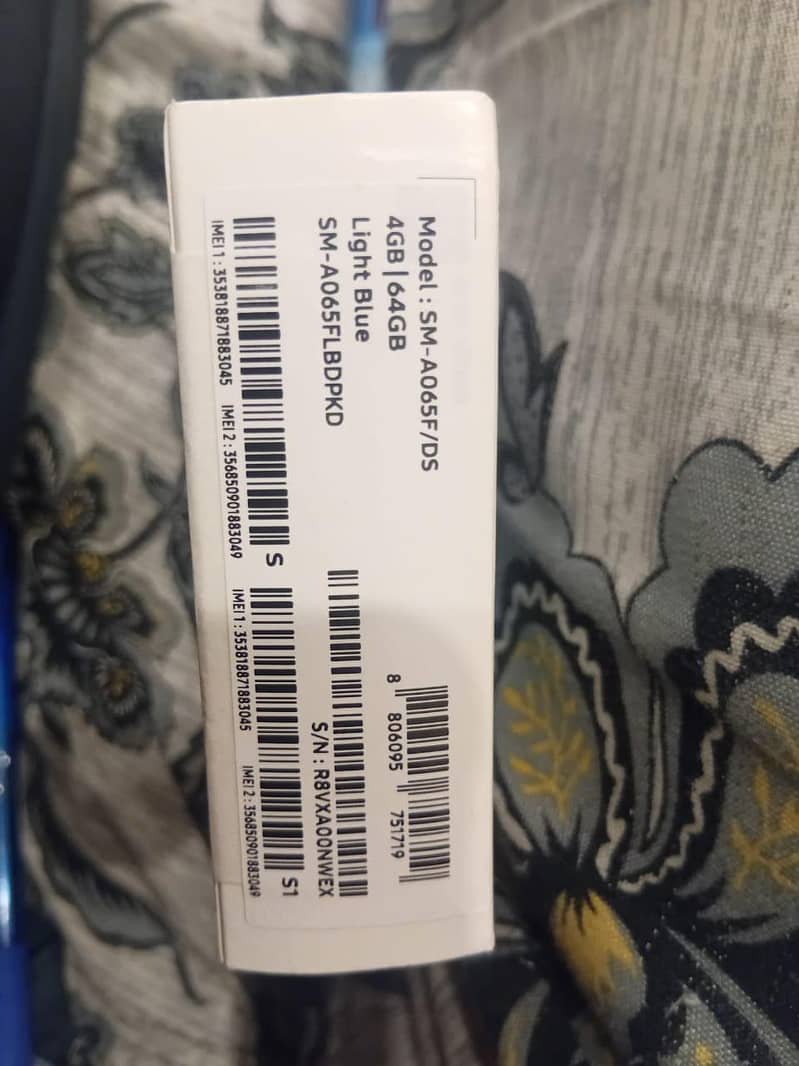 Model : SM-A065F/DS
4GB | 64GB
Light Blue
SM-A065FLBDPKD
8 806095 751719
S/N : R8VXA00NWEX
S
S1
IMEI 1 : 353818871883045 IMEI 2 : 356850901883049
IMEI 1 : 353818871883045 IMEI 2 : 356850901883049